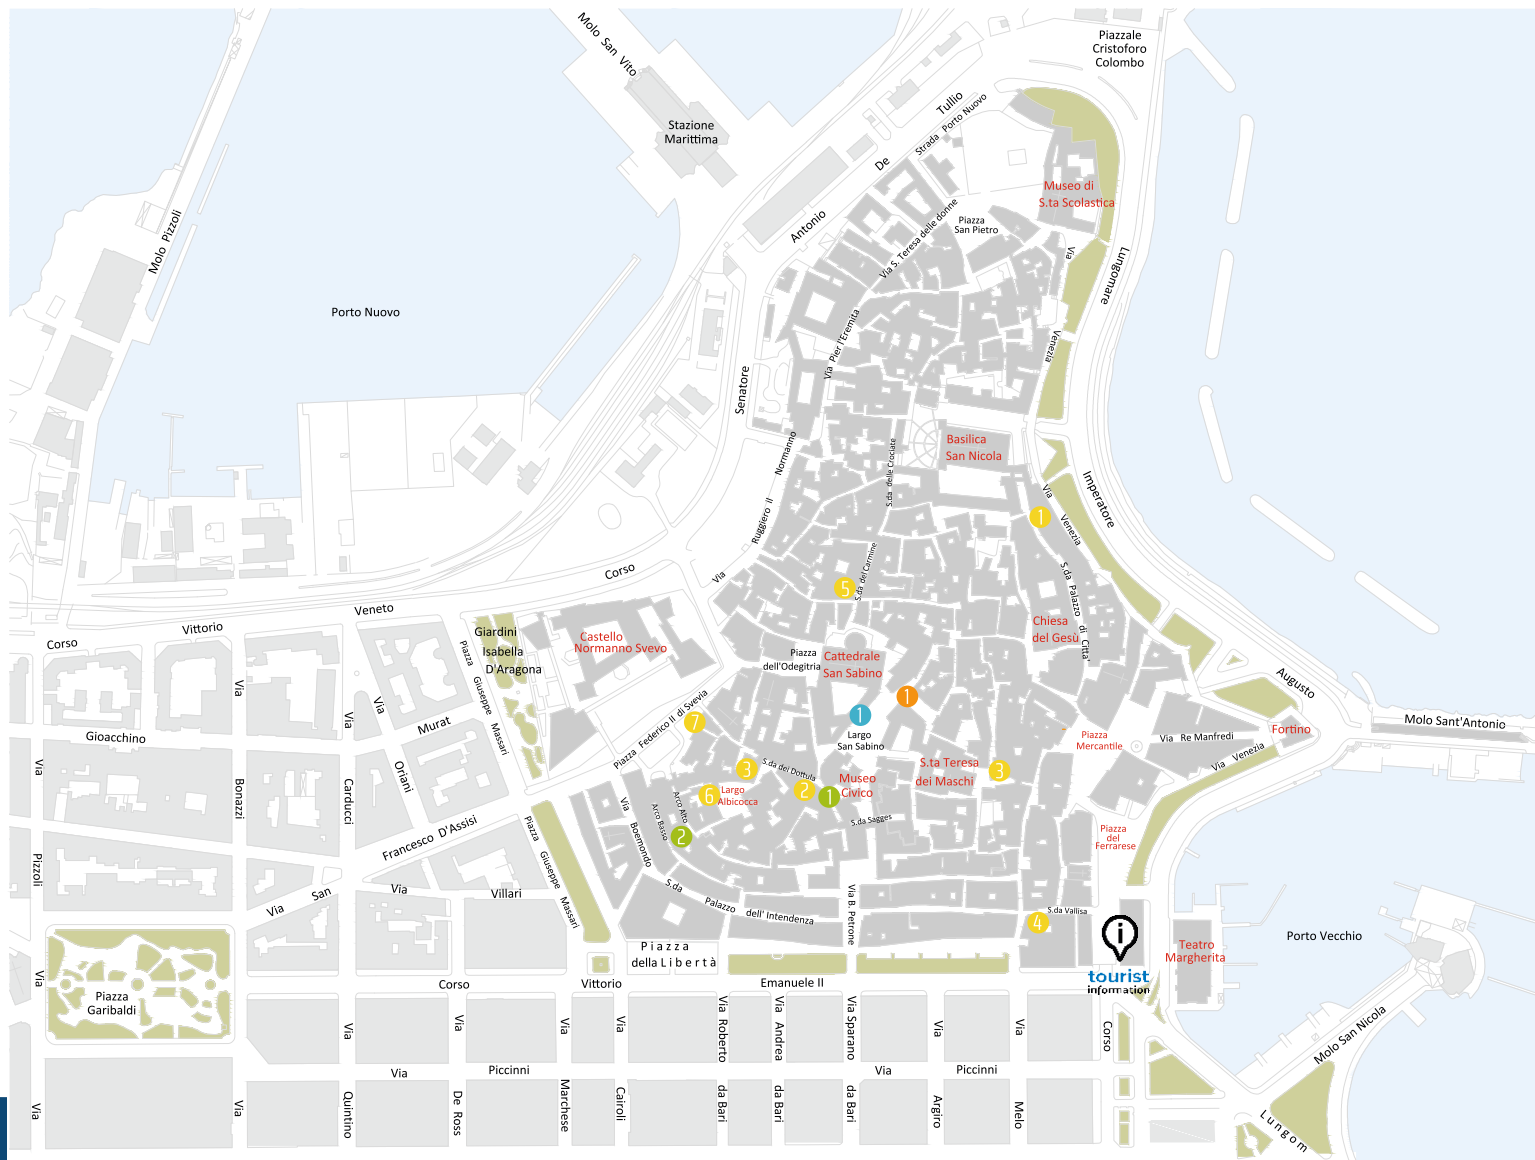 Piazzale
Cristoforo
Colombo
Molo San Vito
Stazione
Marittima
Tullio
De
Antonio
Strada Porto Nuovo
Museo di
S.ta Scolastica
Piazza
San Pietro
Via S. Teresa delle donne
Molo Pizzoli
Porto Nuovo
Via
Venezia
Lungomare
Via Pier l'Eremita
Senatore
Basilica
San Nicola
S.da delle Crociate
Ruggiero il Normanno
Via
Imperatore
Via Venezia
1
5
S.da del Carmine
S.da Palazzo di Citta'
Corso
Veneto
Vittorio
Corso
Giardini
Isabella
D'Aragona
Castello
Normanno Svevo
Chiesa
del Gesù
Piazza
dell'Odegitria
Cattedrale
San Sabino
Piazza Giuseppe Massari
Augusto
1
1
Largo
San Sabino
7
Piazza Federico II di Svevia
Fortino
Molo Sant'Antonio
Via Re Manfredi
Via Venezia
Piazza
Mercantile
Via
Via
Via
Murat
Gioacchino
Via
Oriani
Bonazzi
Carducci
3
S.da dei Dottula
Museo
Civico
S.ta Teresa
dei Maschi
3
6
Largo
Albicocca
2
1
S.da Sagges
2
Arco Alto
Arco Basso
Via Boemondo
Piazza
del
Ferrarese
Francesco D'Assisi
San
Via
Piazza Giuseppe Massari
Pizzoli
Via
Villari
S.da Palazzo dell' Intendenza
Via B. Petrone
4
S.da Vallisa
i
tourist
information
Teatro
Margherita
Porto Vecchio
Piazza
della Libertà
Via
Piazza
Garibaldi
Corso
Vittorio
Emanuele II
Via
Via
Via
Via
Via Roberto
Via Andrea
Via Sparano
Via
Via
Corso
Molo San Nicola
Via
Piccinni
Via
Piccinni
Via
Via
Quintino
De Ross
Marchese
Cairoli
da Bari
da Bari
da Bari
Argiro
Melo
Lungom